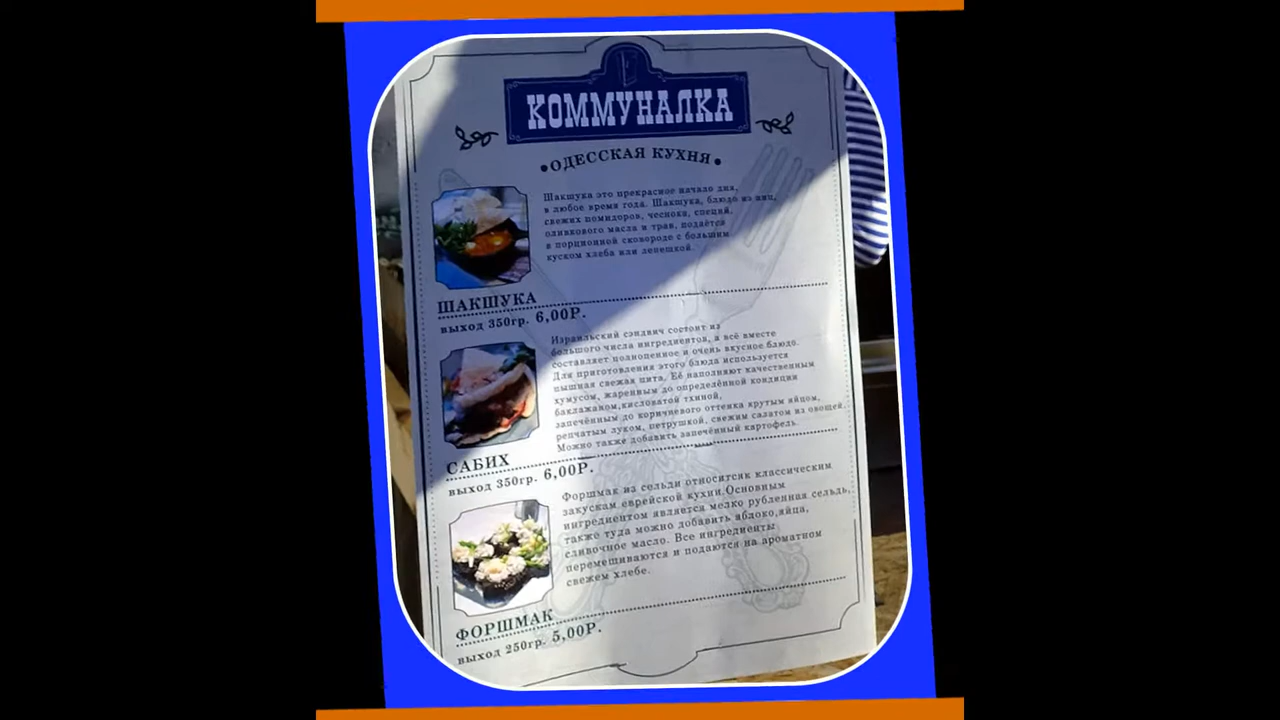 КОММУНАЛКА
•ОДЕССКАЯ КУХНЯ•
Шакшука это прекрасное начало дня,
в любое время года. Шакшука, блюдо из яиц,
свежих помидоров, чеснока, специй,
оливкового масла и трав, подаётся
в порционной сковороде с большим
куском хлеба или лепешкой.
ШАКШУКА
выход 350гр. 6,00Р.
Израильский сэндвич состоит из
большого числа ингредиентов, а всё вместе
составляет полноценное и очень вкусное блюдо.
Для приготовления этого блюда используется
пышная свежая пита. Её наполняют качественным
хумусом, жаренным до определённой кондиции
баклажаном,кисловатой тхиной,
запечённым до коричневого оттенка крутым яйцом,
репчатым луком, петрушкой, свежим салатом из овощей.
Можно также добавить запечённый картофель.
САБИХ
выход 350гр. 6,00Р.
Форшмак из сельди относитсяк классическим
закускам еврейской кухни.Основным
ингредиентом является мелко рубленная сельдь,
также туда можно добавить яблоко,яйца,
сливочное масло. Все ингредиенты
перемешиваются и подаются на ароматном
свежем хлебе.
ФОРШМАК
выход 250гр. 5,00Р.